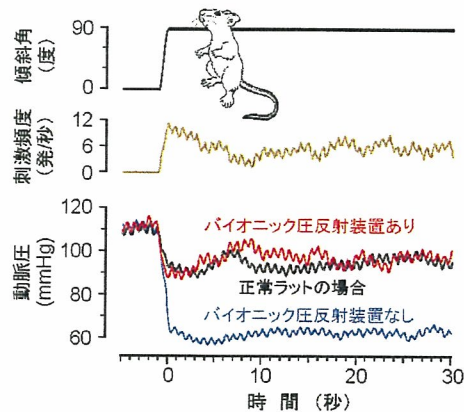 傾斜角
(度)
90
0
刺激頻度
(発/秒)
12
6
0
動脈圧
(mmHg)
120
100
80
60
バイオニック圧反射装置あり
正常ラットの場合
バイオニック圧反射装置なし
0
10
20
30
時間(秒)